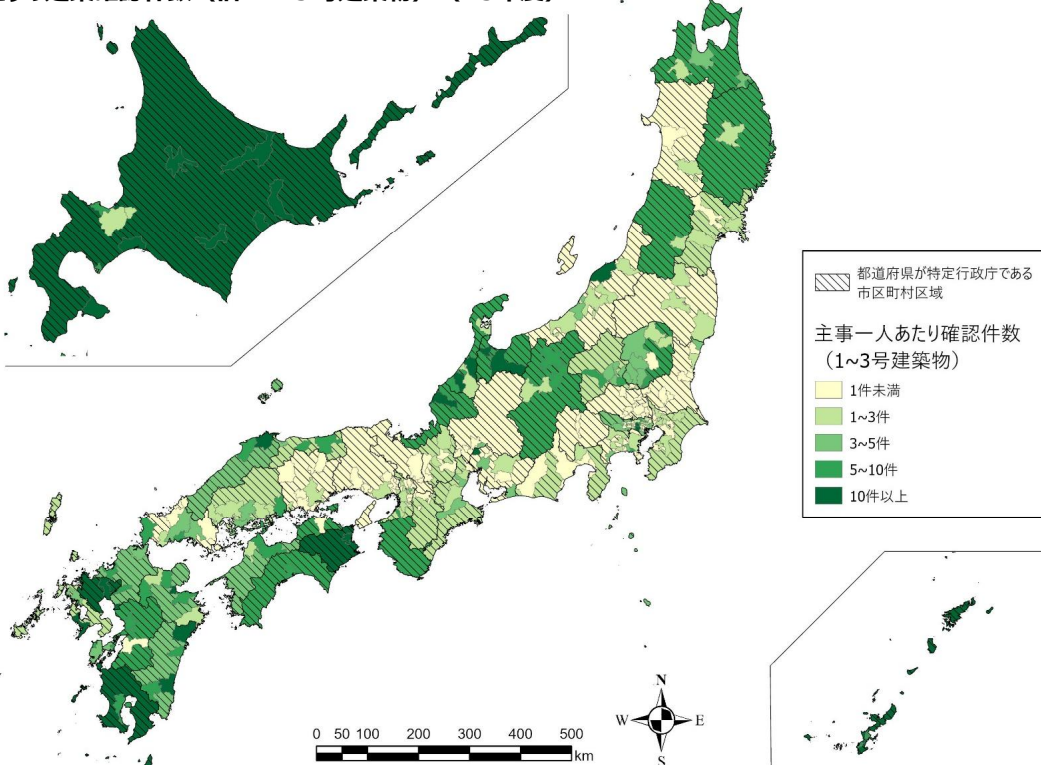 都道府県が特定行政庁である
市区町村区域
主事一人あたり確認件数
(1~3号建築物)
1件未満
1~3件
3~5件
5~10件
10件以上
N
W E
S
0 50 100 200 300 400 500
km